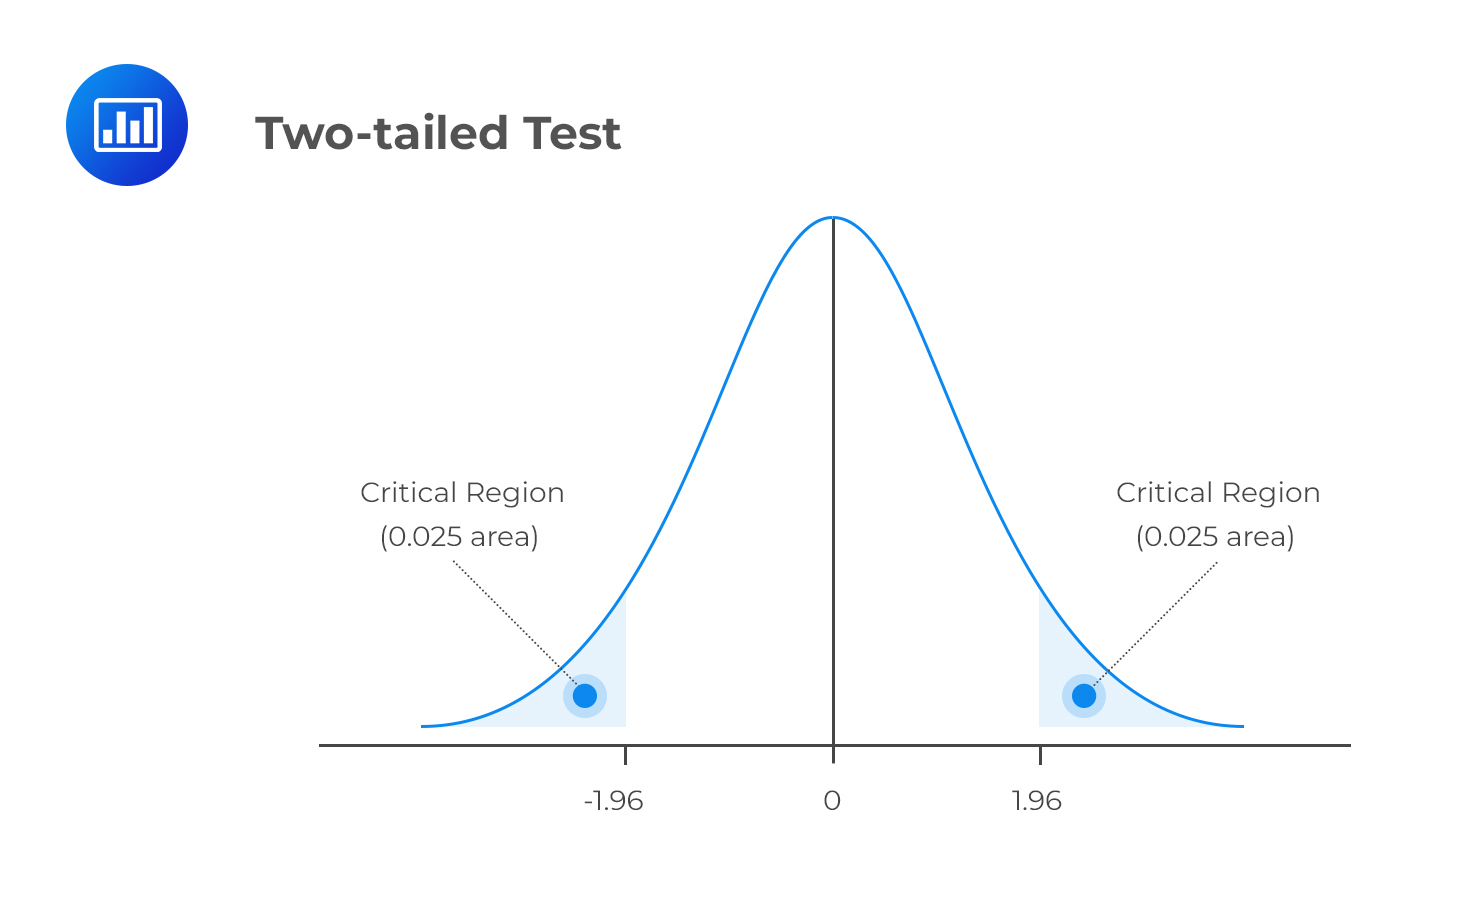 Two-tailed Test
Critical Region
(0.025 area)
Critical Region
(0.025 area)
-1.96
0
1.96